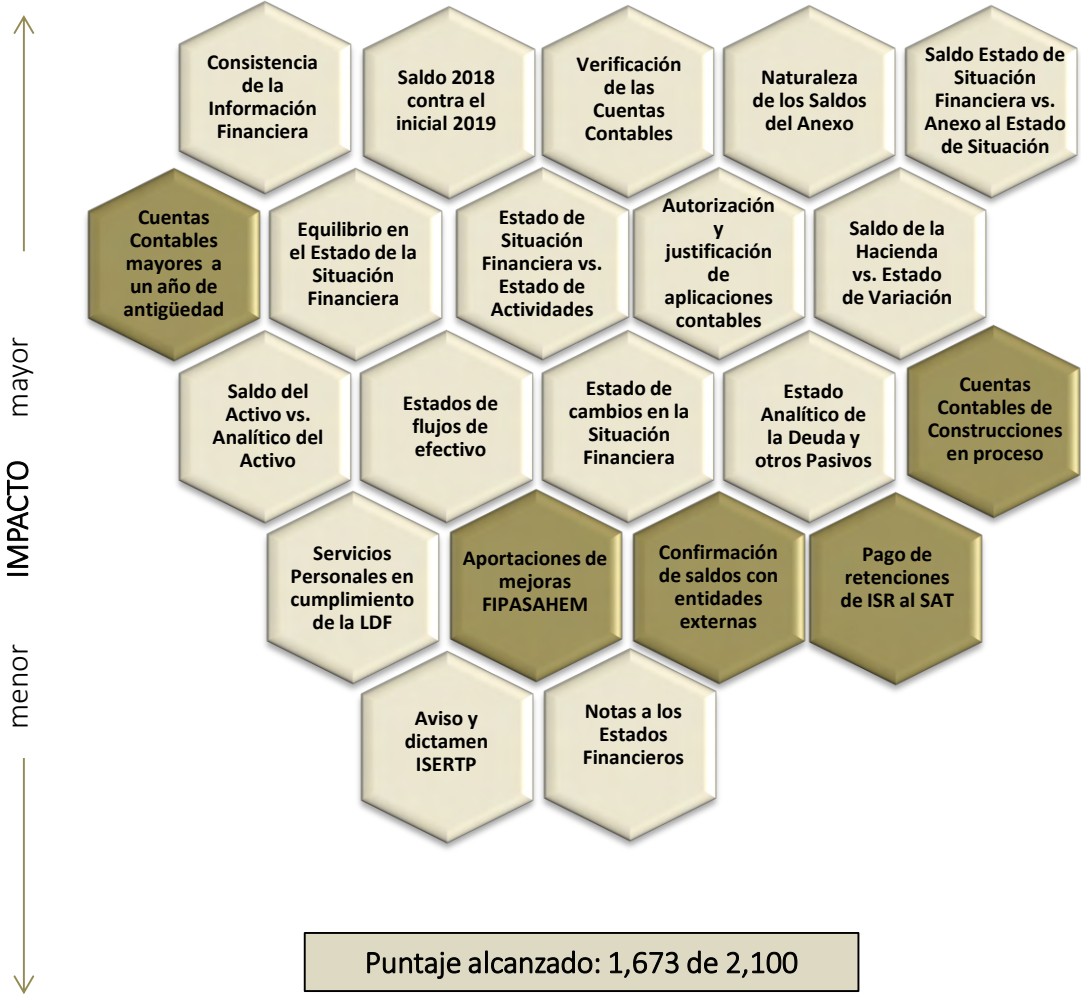 Consistencia
de la
Información
Financiera
Saldo 2018
contra el
inicial 2019
Verificación
de las
Cuentas
Contables
Naturaleza
de los Saldos
del Anexo
Saldo Estado de
Situación
Financiera vs.
Anexo al Estado
de Situación
Cuentas
Contables
mayores a
un año de
antigüedad
Equilibrio en
el Estado de la
Situación
Financiera
Estado de
Situación
Financiera vs.
Estado de
Actividades
Autorización
y
justificación
de
aplicaciones
contables
Saldo de la
Hacienda
vs. Estado
de Variación
Saldo del
Activo vs.
Analítico del
Activo
Estados de
flujos de
efectivo
Estado de
cambios en la
Situación
Financiera
Estado
Analítico de
la Deuda y
otros Pasivos
Cuentas
Contables de
Construcciones
en proceso
Servicios
Personales en
cumplimiento
de la LDF
Aportaciones de
mejoras
FIPASAHEM
Confirmación
de saldos con
entidades
externas
Pago de
retenciones
de ISR al SAT
Aviso y
dictamen
ISERTP
Notas a los
Estados
Financieros
menor IMPACTO mayor
Puntaje alcanzado: 1,673 de 2,100